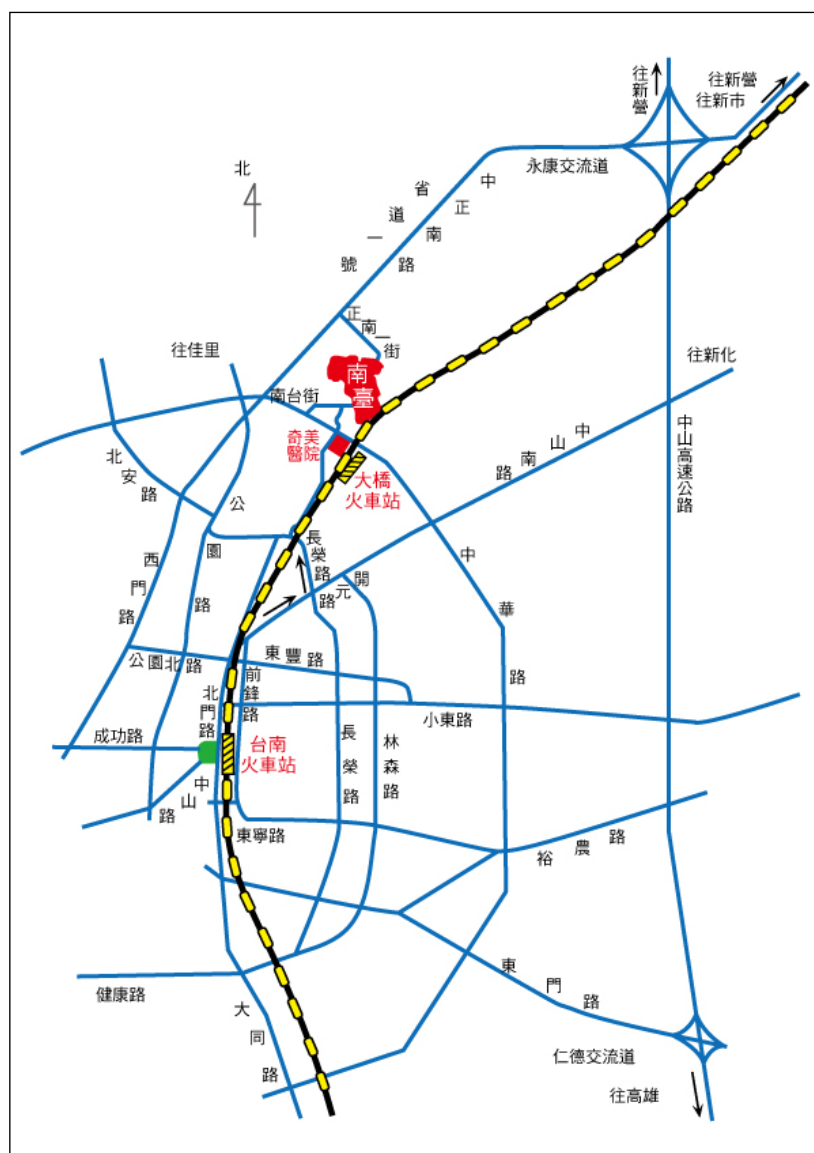 往新營
往新營
往新市
北
永康交流道
中正南路
省道一號
正南一街
往佳里
往新化
南臺
南台街
奇美
醫院
大橋
火車站
中山南路
中山高速公路
北安路
公園路
西門路
長榮路
開元路
中華路
公園北路
東豐路
北門路
前鋒路
小東路
成功路
台南
火車站
長榮路
林森路
中山路
東寧路
裕農路
健康路
東門路
大同路
仁德交流道
往高雄